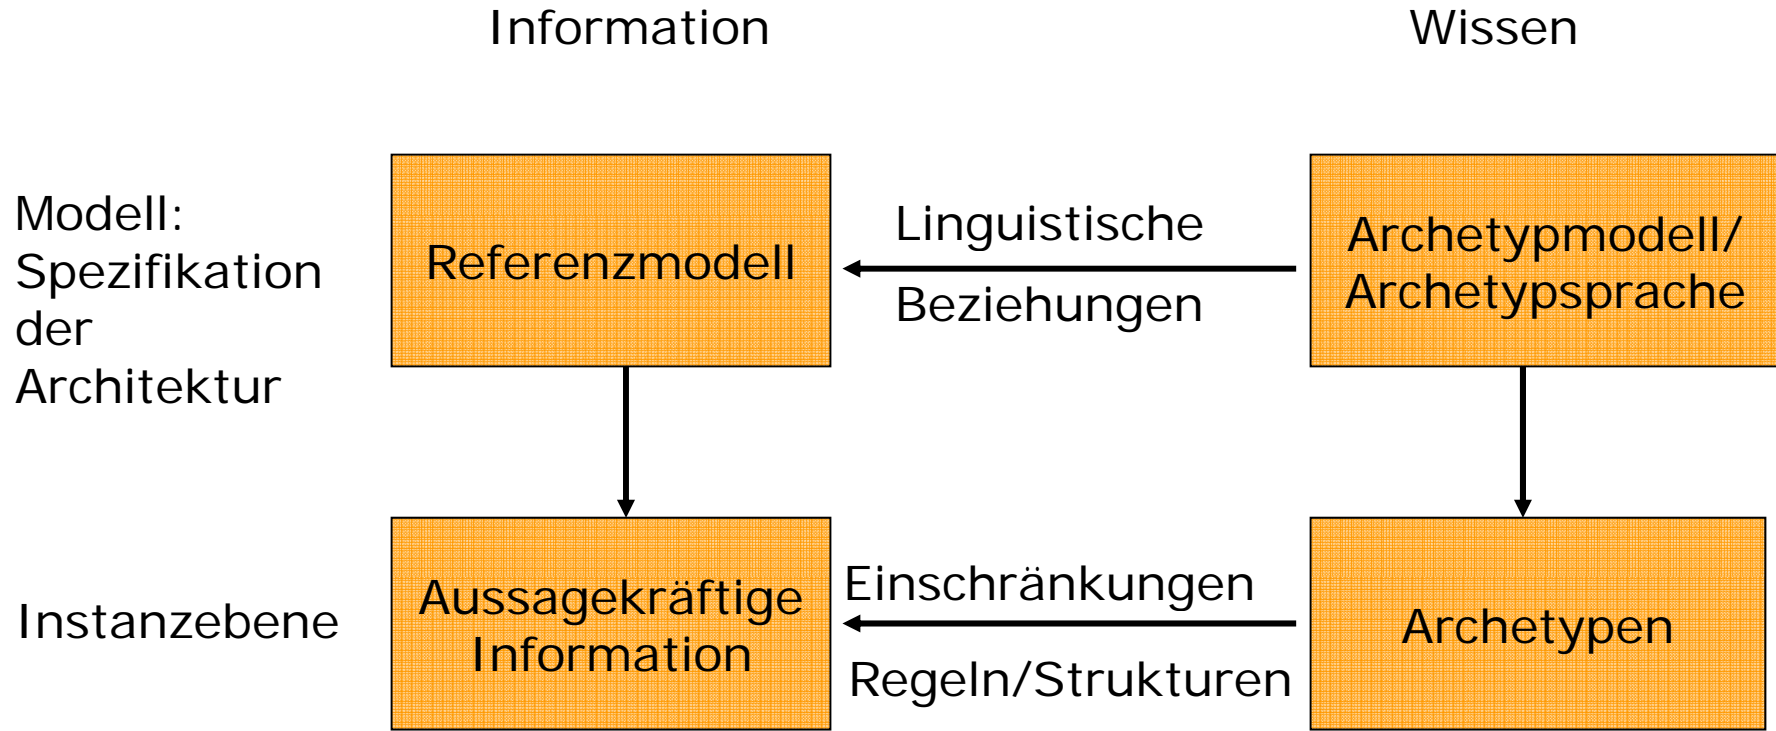 Information
Wissen
Modell:
Spezifikation
der
Architektur
Referenzmodell
Linguistische
Beziehungen
Archetypmodell/
Archetypsprache
Instanzebene
Aussagekräftige
Information
Einschränkungen
Regeln/Strukturen
Archetypen